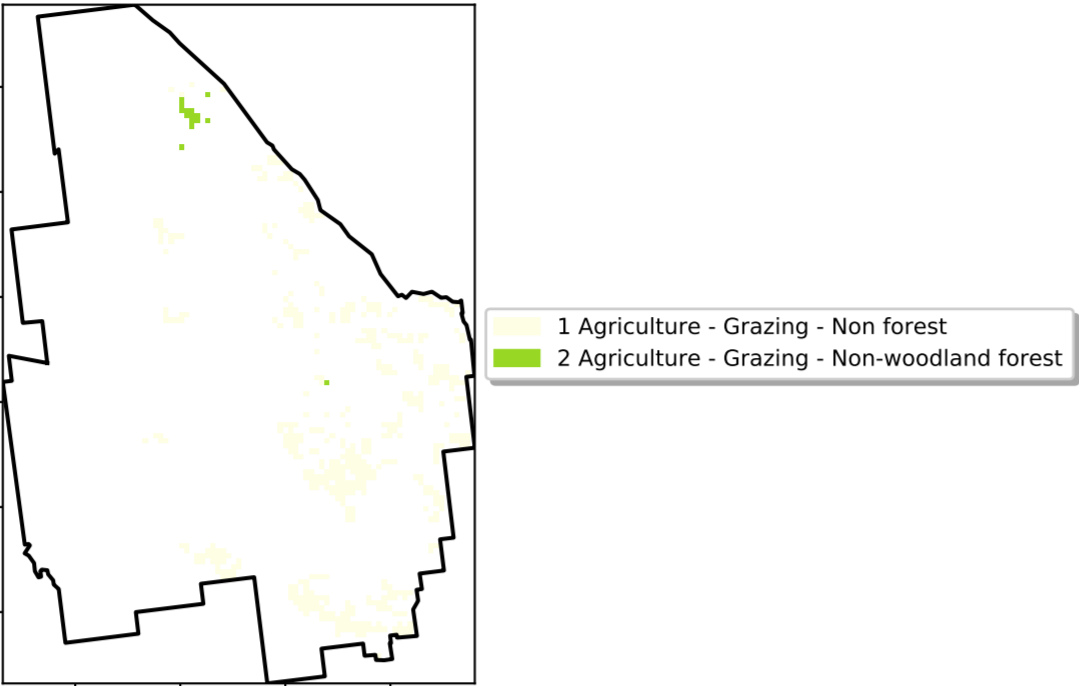 1 Agriculture - Grazing - Non forest
2 Agriculture - Grazing - Non-woodland forest